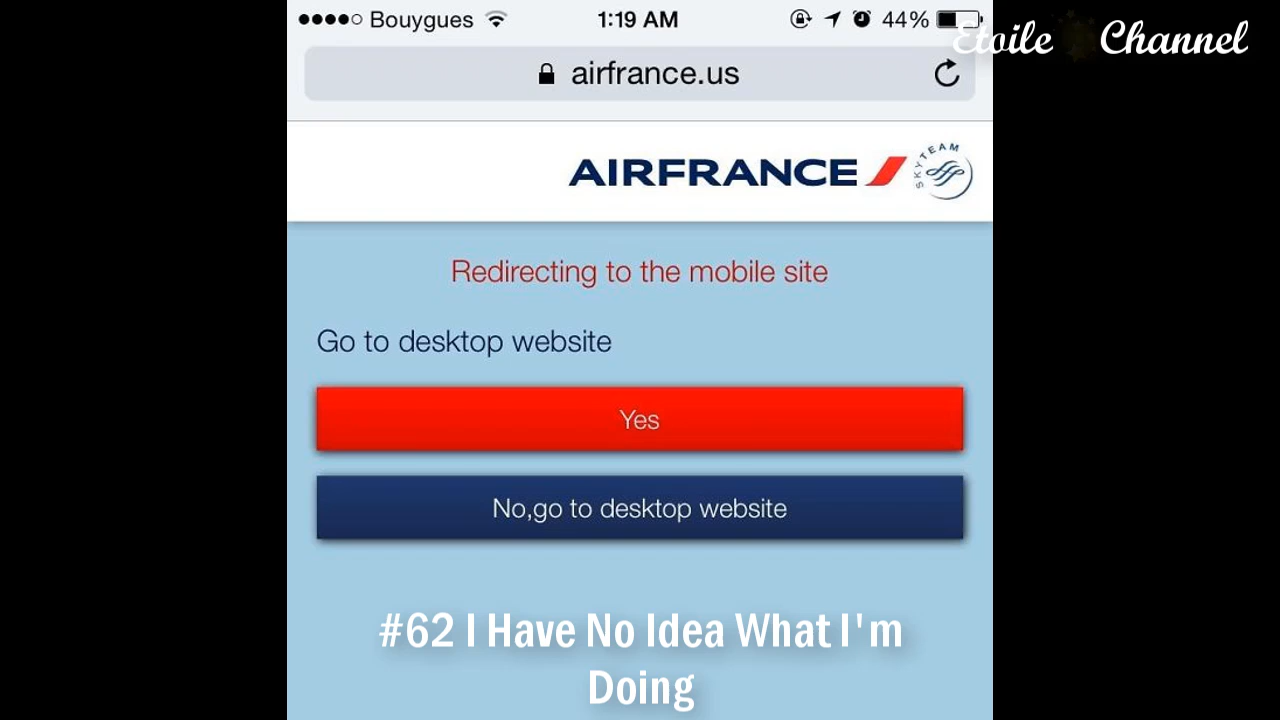 Bouygues 1:19 AM 44%
Etoile Channel
airfrance.us
AIRFRANCE SKYTEAM
Redirecting to the mobile site
Go to desktop website
Yes
No,go to desktop website
#62 I Have No Idea What I'm
Doing